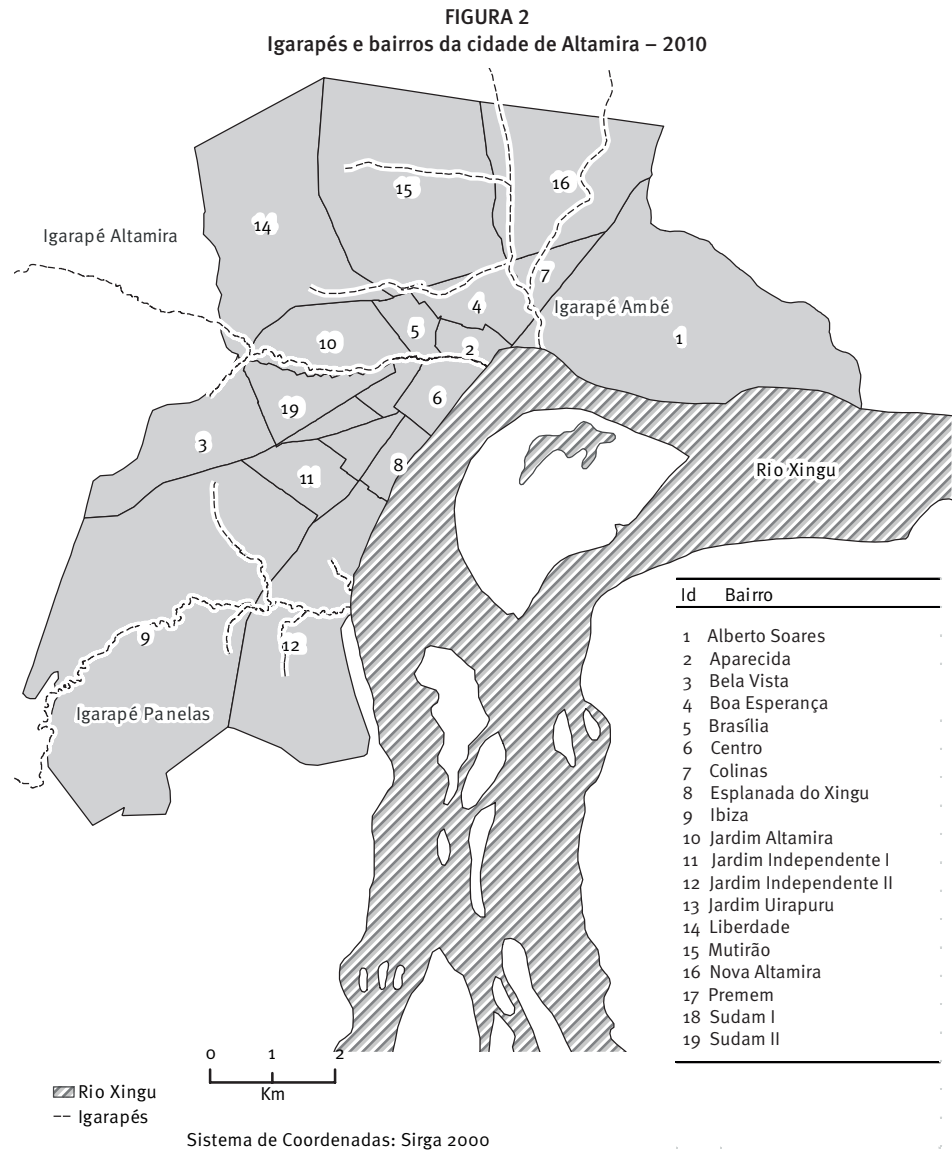 FIGURA 2
Igarapés e bairros da cidade de Altamira – 2010
16
15
14
Igarapé Altamira
7
4
Igarapé Ambé
5
1
10
2
6
19
3
8
Rio Xingu
11
Id Bairro
9
12
Igarapé Panelas
1 Alberto Soares
2 Aparecida
3 Bela Vista
4 Boa Esperança
5 Brasília
6 Centro
7 Colinas
8 Esplanada do Xingu
9 Ibiza
10 Jardim Altamira
11 Jardim Independente I
12 Jardim Independente II
13 Jardim Uirapuru
14 Liberdade
15 Mutirão
16 Nova Altamira
17 Premem
18 Sudam I
19 Sudam II
0 1 2
Km
Rio Xingu
Igarapés
Sistema de Coordenadas: Sirga 2000